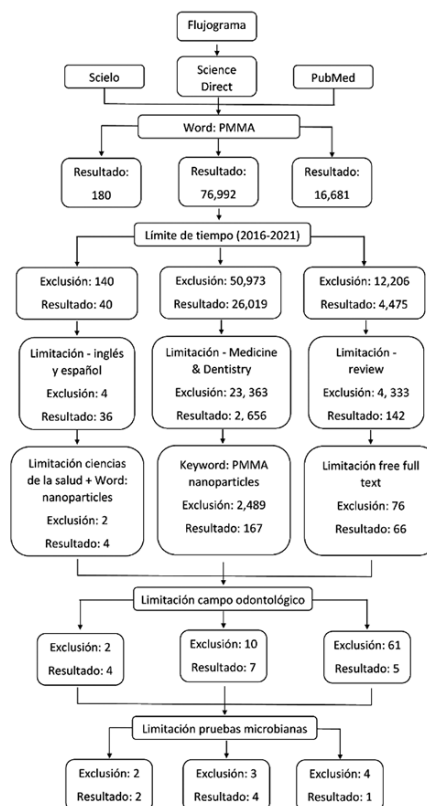 Flujograma
Scielo
Science
Direct
PubMed
Word: PMMA
Resultado:
180
Resultado:
76,992
Resultado:
16,681
Límite de tiempo (2016-2021)
Exclusión: 140
Resultado: 40
Exclusión: 50,973
Resultado: 26,019
Exclusión: 12,206
Resultado: 4,475
Limitación - inglés
y español
Exclusión: 4
Resultado: 36
Limitación - Medicine
& Dentistry
Exclusión: 23, 363
Resultado: 2, 656
Limitación -
review
Exclusión: 4, 333
Resultado: 142
Limitación ciencias
de la salud + Word:
nanoparticles
Exclusión: 2
Resultado: 4
Keyword: PMMA
nanoparticles
Exclusión: 2,489
Resultado: 167
Limitación free full
text
Exclusión: 76
Resultado: 66
Limitación campo odontológico
Exclusión: 2
Resultado: 4
Exclusión: 10
Resultado: 7
Exclusión: 61
Resultado: 5
Limitación pruebas microbianas
Exclusión: 2
Resultado: 2
Exclusión: 3
Resultado: 4
Exclusión: 4
Resultado: 1